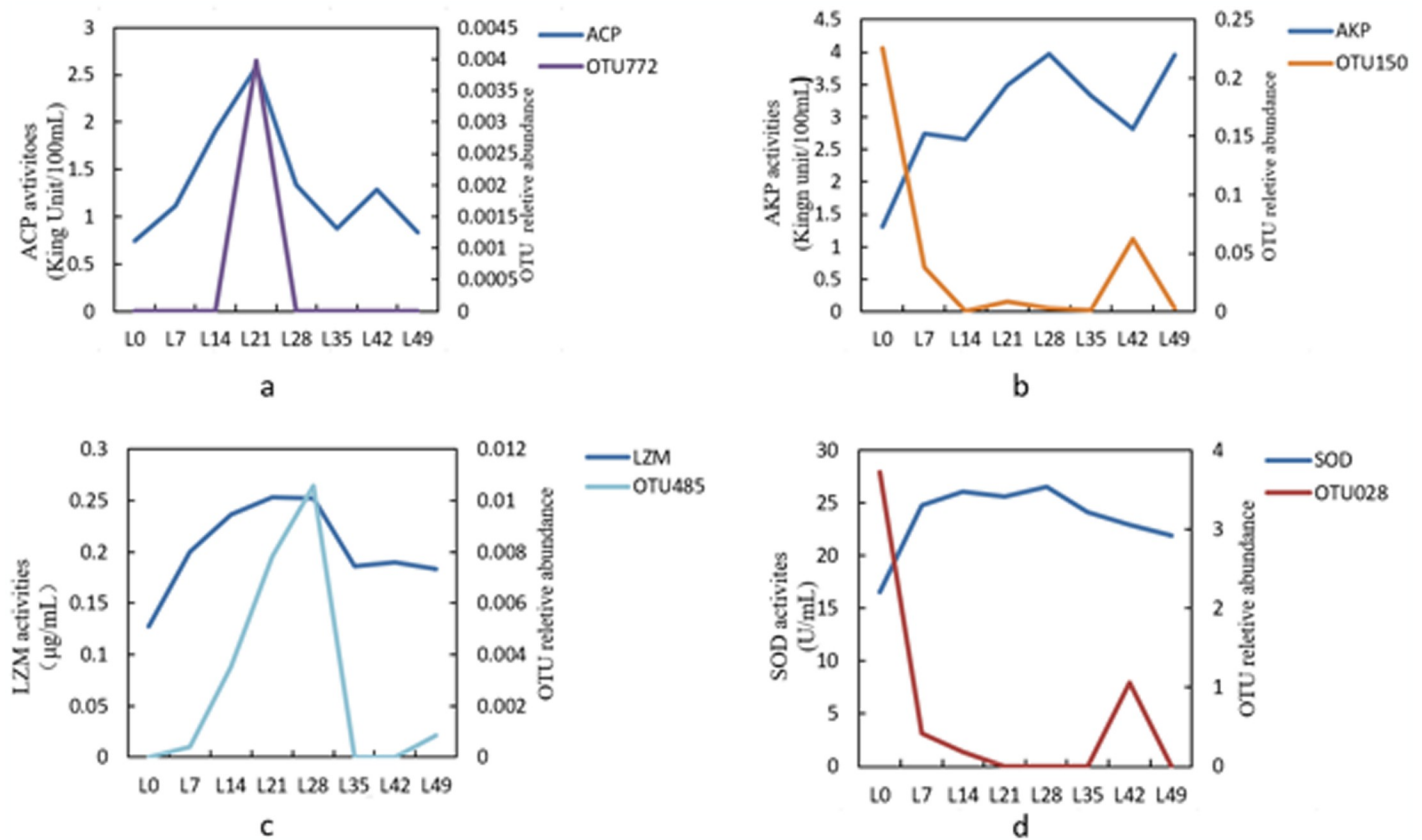 3
2.5
2
1.5
1
0.5
0
ACP avtivitoes
(King Unit/100mL)
0.0045
0.004
0.0035
0.003
0.0025
0.002
0.0015
0.001
0.0005
0
OTU reletive abundance
ACP
OTU772
L0 L7 L14 L21 L28 L35 L42 L49
a
4.5
4
3.5
3
2.5
2
1.5
1
0.5
0
AKP activities
(Kingn unit/100mL)
0.25
0.2
0.15
0.1
0.05
0
OTU reletive abundance
AKP
OTU150
L0 L7 L14 L21 L28 L35 L42 L49
b
0.3
0.25
0.2
0.15
0.1
0.05
0
LZM activities
(μg/mL)
0.012
0.01
0.008
0.006
0.004
0.002
0
OTU reletive abundance
LZM
OTU485
L0 L7 L14 L21 L28 L35 L42 L49
c
30
25
20
15
10
5
0
SOD activites
(U/mL)
4
3
2
1
0
OTU reletive abundance
SOD
OTU028
L0 L7 L14 L21 L28 L35 L42 L49
d